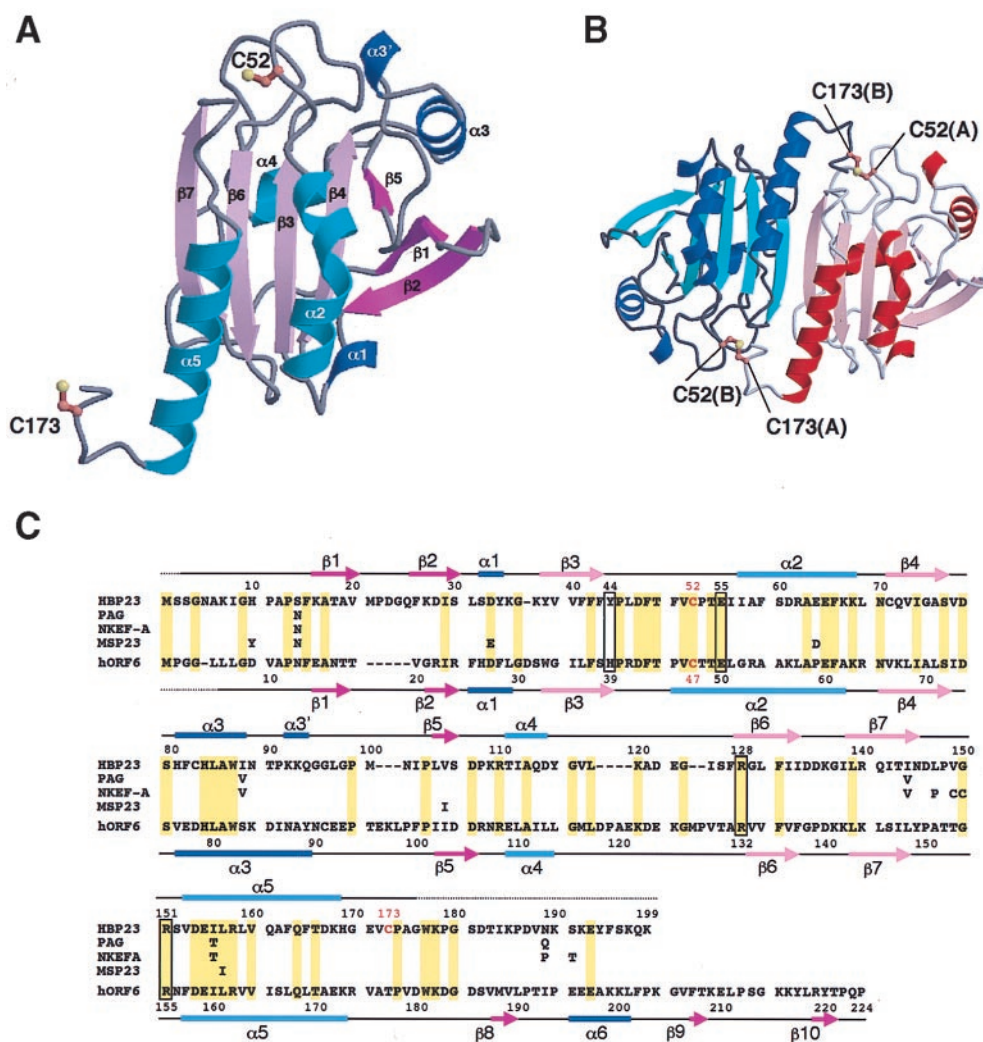 A
C52
α3'
α3
α4
β7
β6
β3
β4
β5
β1
β2
α2
α5
α1
C173
B
C173(B)
C52(A)
C52(B)
C173(A)
C
β1 β2 α1 β3 α2 β4
10 20 30 40 44 52 55 60 70
HBP23 MSSGNAKIGH PAPSFKATAV MPDGQFKDIS LSDYKG-KYV VFFFYPLDFT FVCPTEIIAF SDRAEEFKKL NCQVIGASVD
PAG N
NKEF-A N
MSP23 Y N E D
hORF6 MPGG-LLLGD VAPNFEANTT -----VGRIR FHDFLGDSWG ILFSHPRDFT PVCTTELGRA AKLAPEFAKR NVKLIALSID
10 20 30 39 47 50 60 70
β1 β2 α1 β3 α2 β4
α3 α3' β5 α4 β6 β7
80 90 100 110 120 128 140 150
HBP23 SHFCHLAWIN TPKKQGGLGP M---NIPLVS DPKRTIAQDY GVL----KAD EG--ISFRGL FIIDDKGILR QITINDLPVG
PAG V V
NKEF-A V V P CC
MSP23 I
hORF6 SVEDHLAWSK DINAYNCEEP TEKLPFPIID DRNRELAILL GMLDPAEKDE KGMPVTARVV FVFGPDKKLK LSILYPATTG
80 90 100 110 120 132 140 150
α3 β5 α4 β6 β7
α5
151 160 170 173 180 190 199
HBP23 RSVDEILRLV QAFQFTDKHG EVCPAGWKPG SDTIKPDVNK SKEYFSKQK
PAG T Q
NKEFA T P T
MSP23 I
hORF6 RNFDEILRVV ISLQLTAEKR VATPVDWKDG DSVMVLPTIP EEEAKKLFPK GVFTKELPSG KKYLRYTPQP
155 160 170 180 190 200 210 220 224
α5 β8 α6 β9 β10